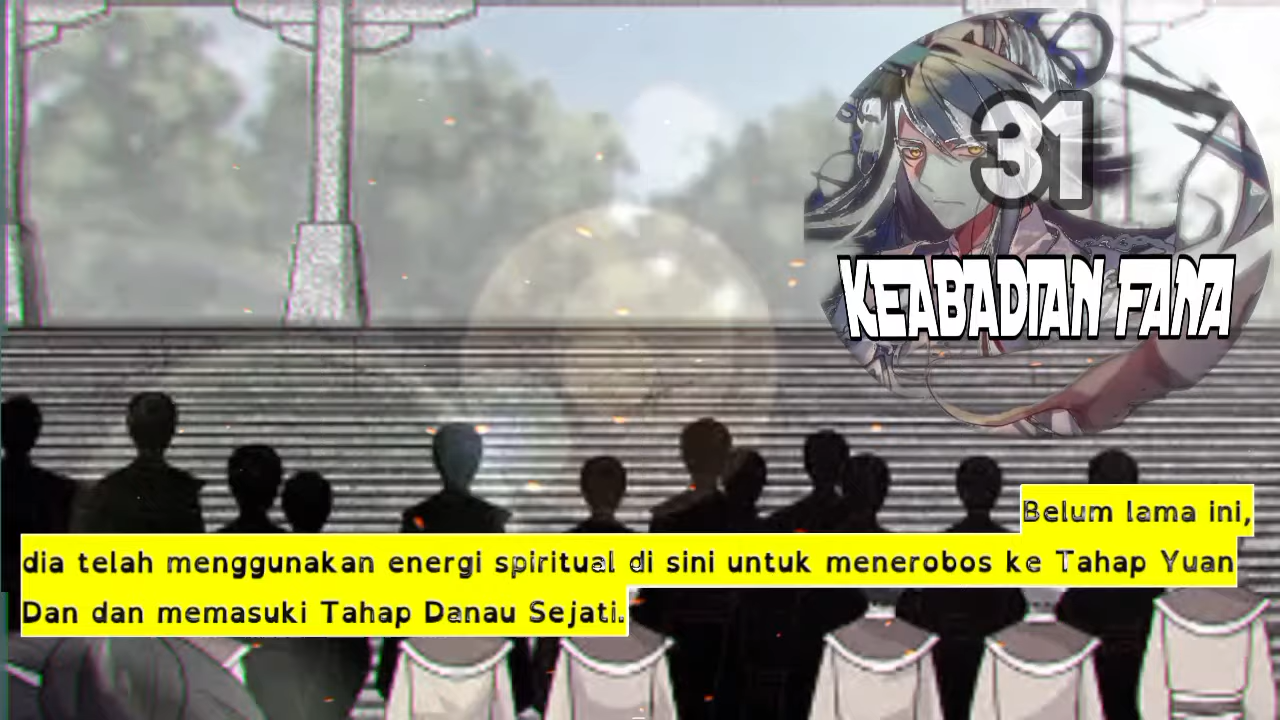 31
KEABADIAN FANA
Belum lama ini,
dia telah menggunakan energi spiritual di sini untuk menerobos ke Tahap Yuan
Dan dan memasuki Tahap Danau Sejati.